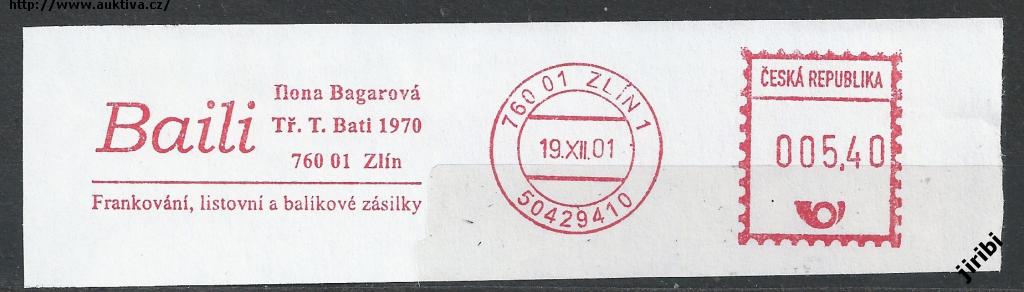 http://www.auktiva.cz/
Baili
Ilona Bagarová
Tř. T. Bati 1970
760 01 Zlín
Frankování, listovní a balíkové zásilky
760 01 ZLÍN 1
19.XII.01
50429410
ČESKÁ REPUBLIKA
005,40
jiribi